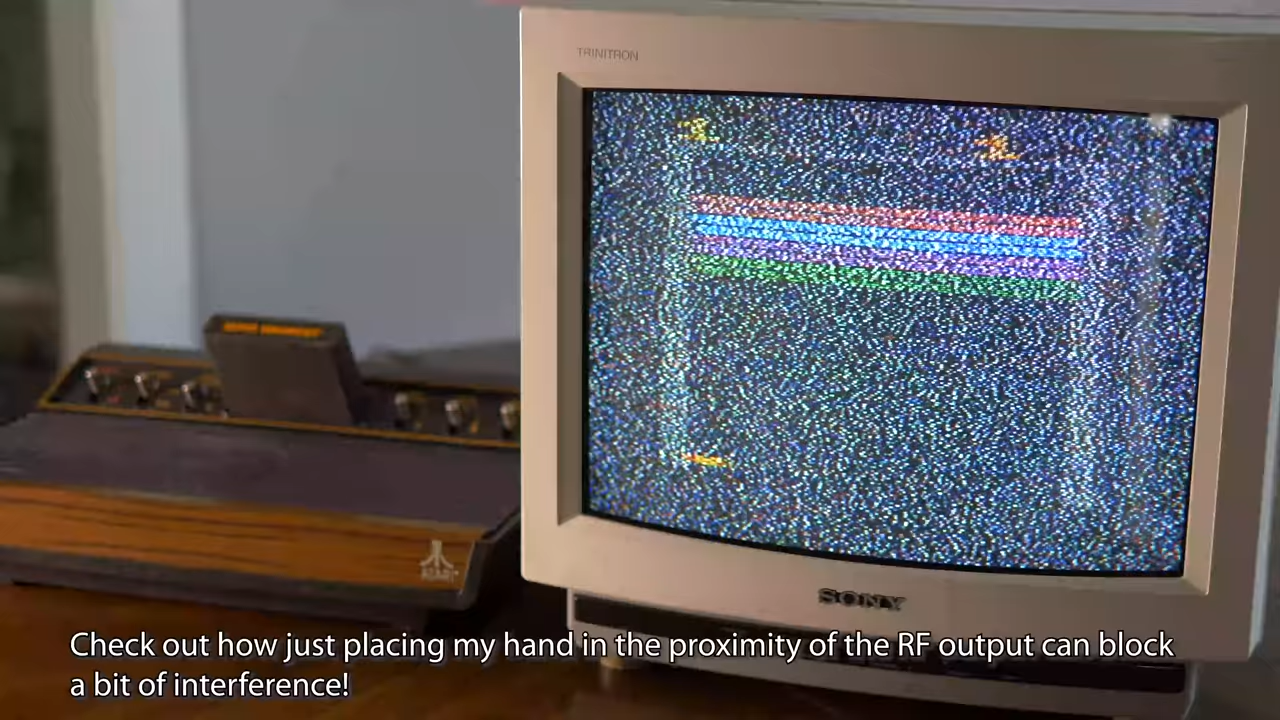 TRINITRON
SONY
ATARI
Check out how just placing my hand in the proximity of the RF output can block
a bit of interference!